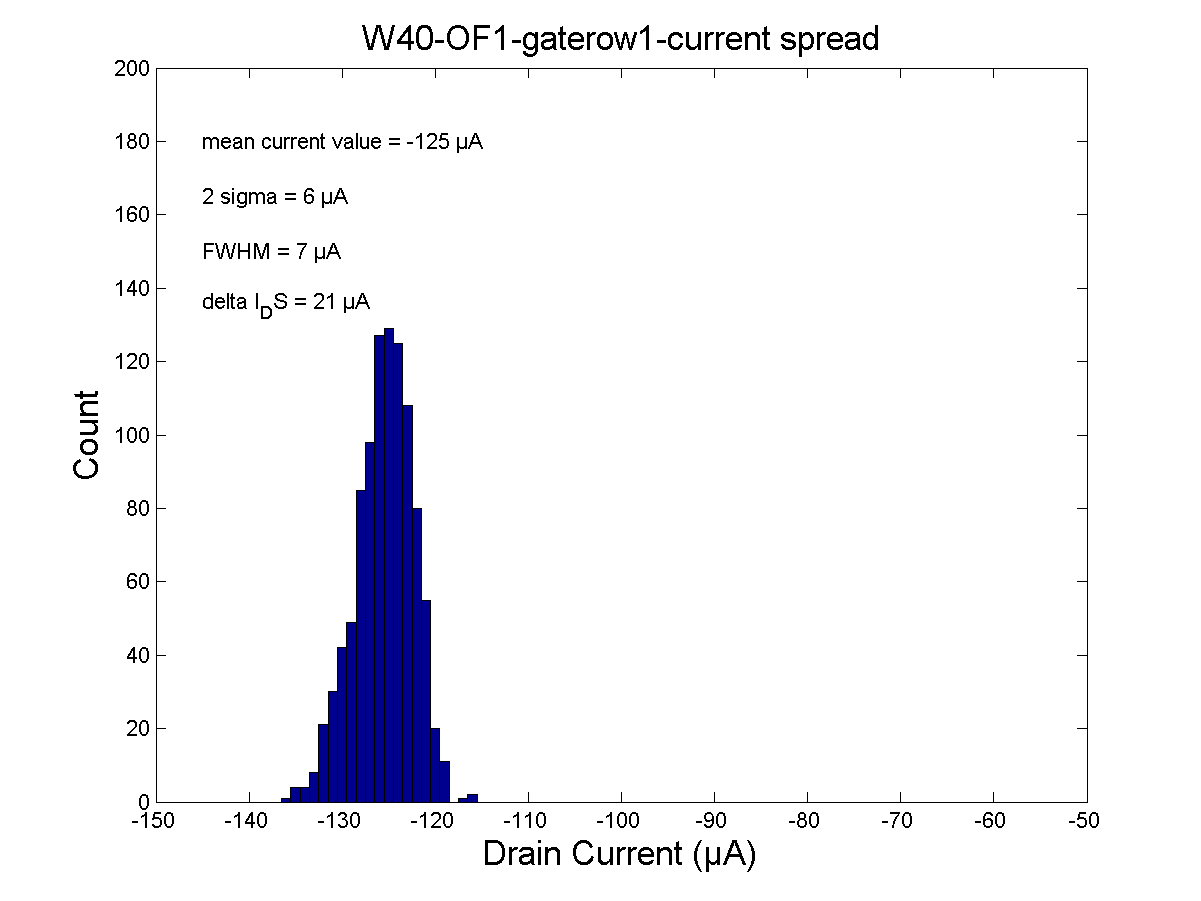 W40-OF1-gaterow1-current spread
200
180
160
140
120
100
80
60
40
20
0
mean current value = -125 µA
2 sigma = 6 µA
FWHM = 7 µA
delta I_DS = 21 µA
Count
-150 -140 -130 -120 -110 -100 -90 -80 -70 -60 -50
Drain Current (µA)